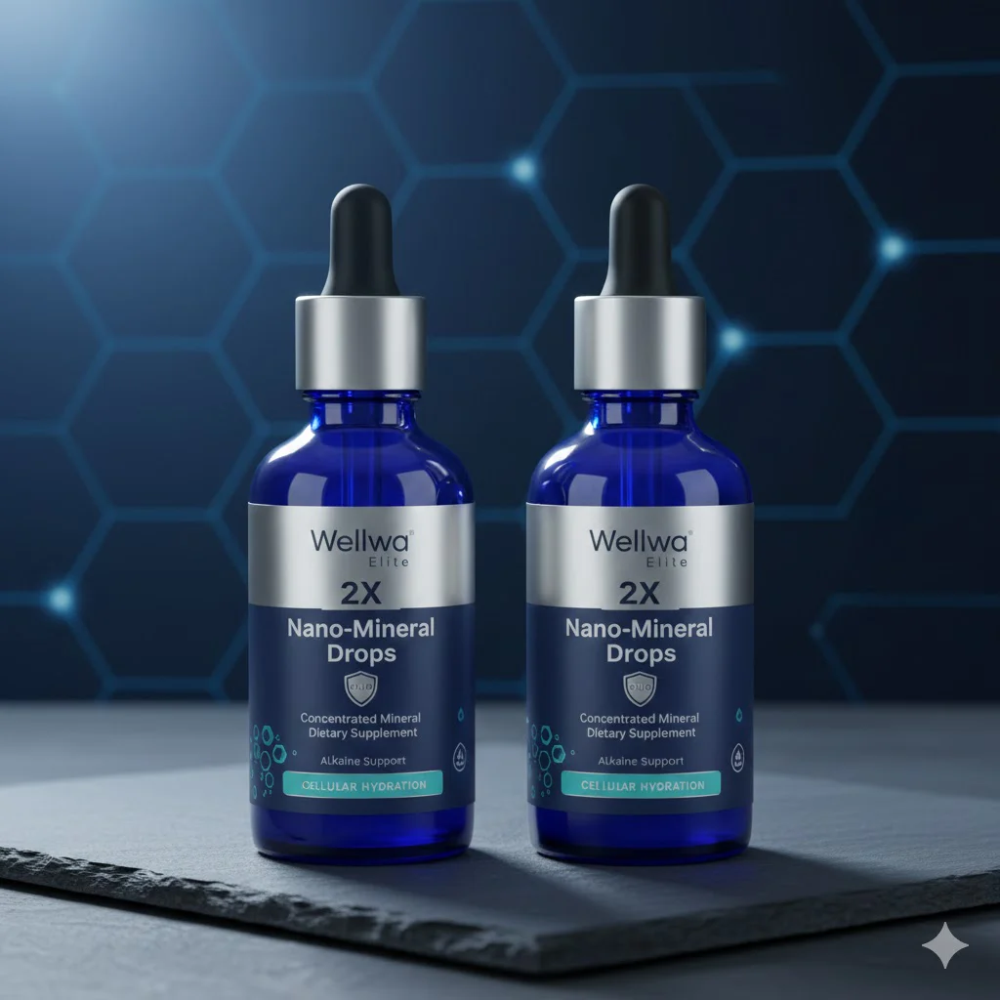 Wellwa®
Elite
2X
Nano-Mineral
Drops
Concentrated Mineral
Dietary Supplement
Alkaine Support
CELLULAR HYDRATION
Wellwa®
Elite
2X
Nano-Mineral
Drops
Concentrated Mineral
Dietary Supplement
Alkaine Support
CELLULAR HYDRATION